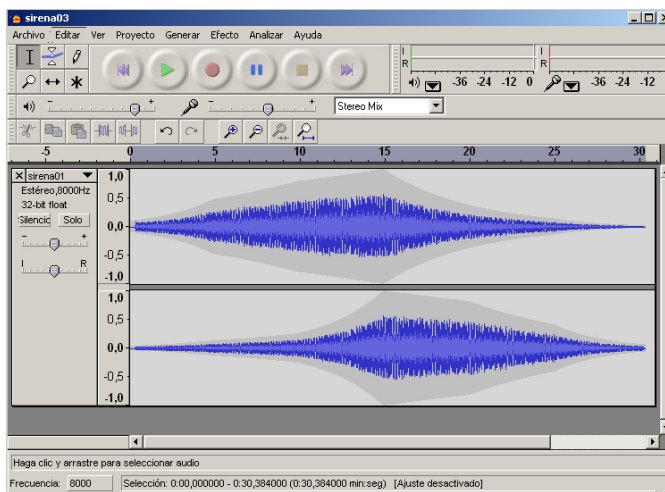 sirena03
Archivo Editar Ver Proyecto Generar Efecto Analizar Ayuda
I
R
-36 -24 -12 0
I
R
-36 -24 -12
- +
- +
Stereo Mix
-5 0 5 10 15 20 25 30
sirena01
Estéreo,8000Hz
32-bit float
Silencio Solo
- +
I R
1,0
0,5
0,0
-0,5
-1,0
1,0
0,5
0,0
-0,5
-1,0
Haga clic y arrastre para seleccionar audio
Frecuencia: 8000 Selección: 0:00,000000 - 0:30,384000 (0:30,384000 min:seg) [Ajuste desactivado]